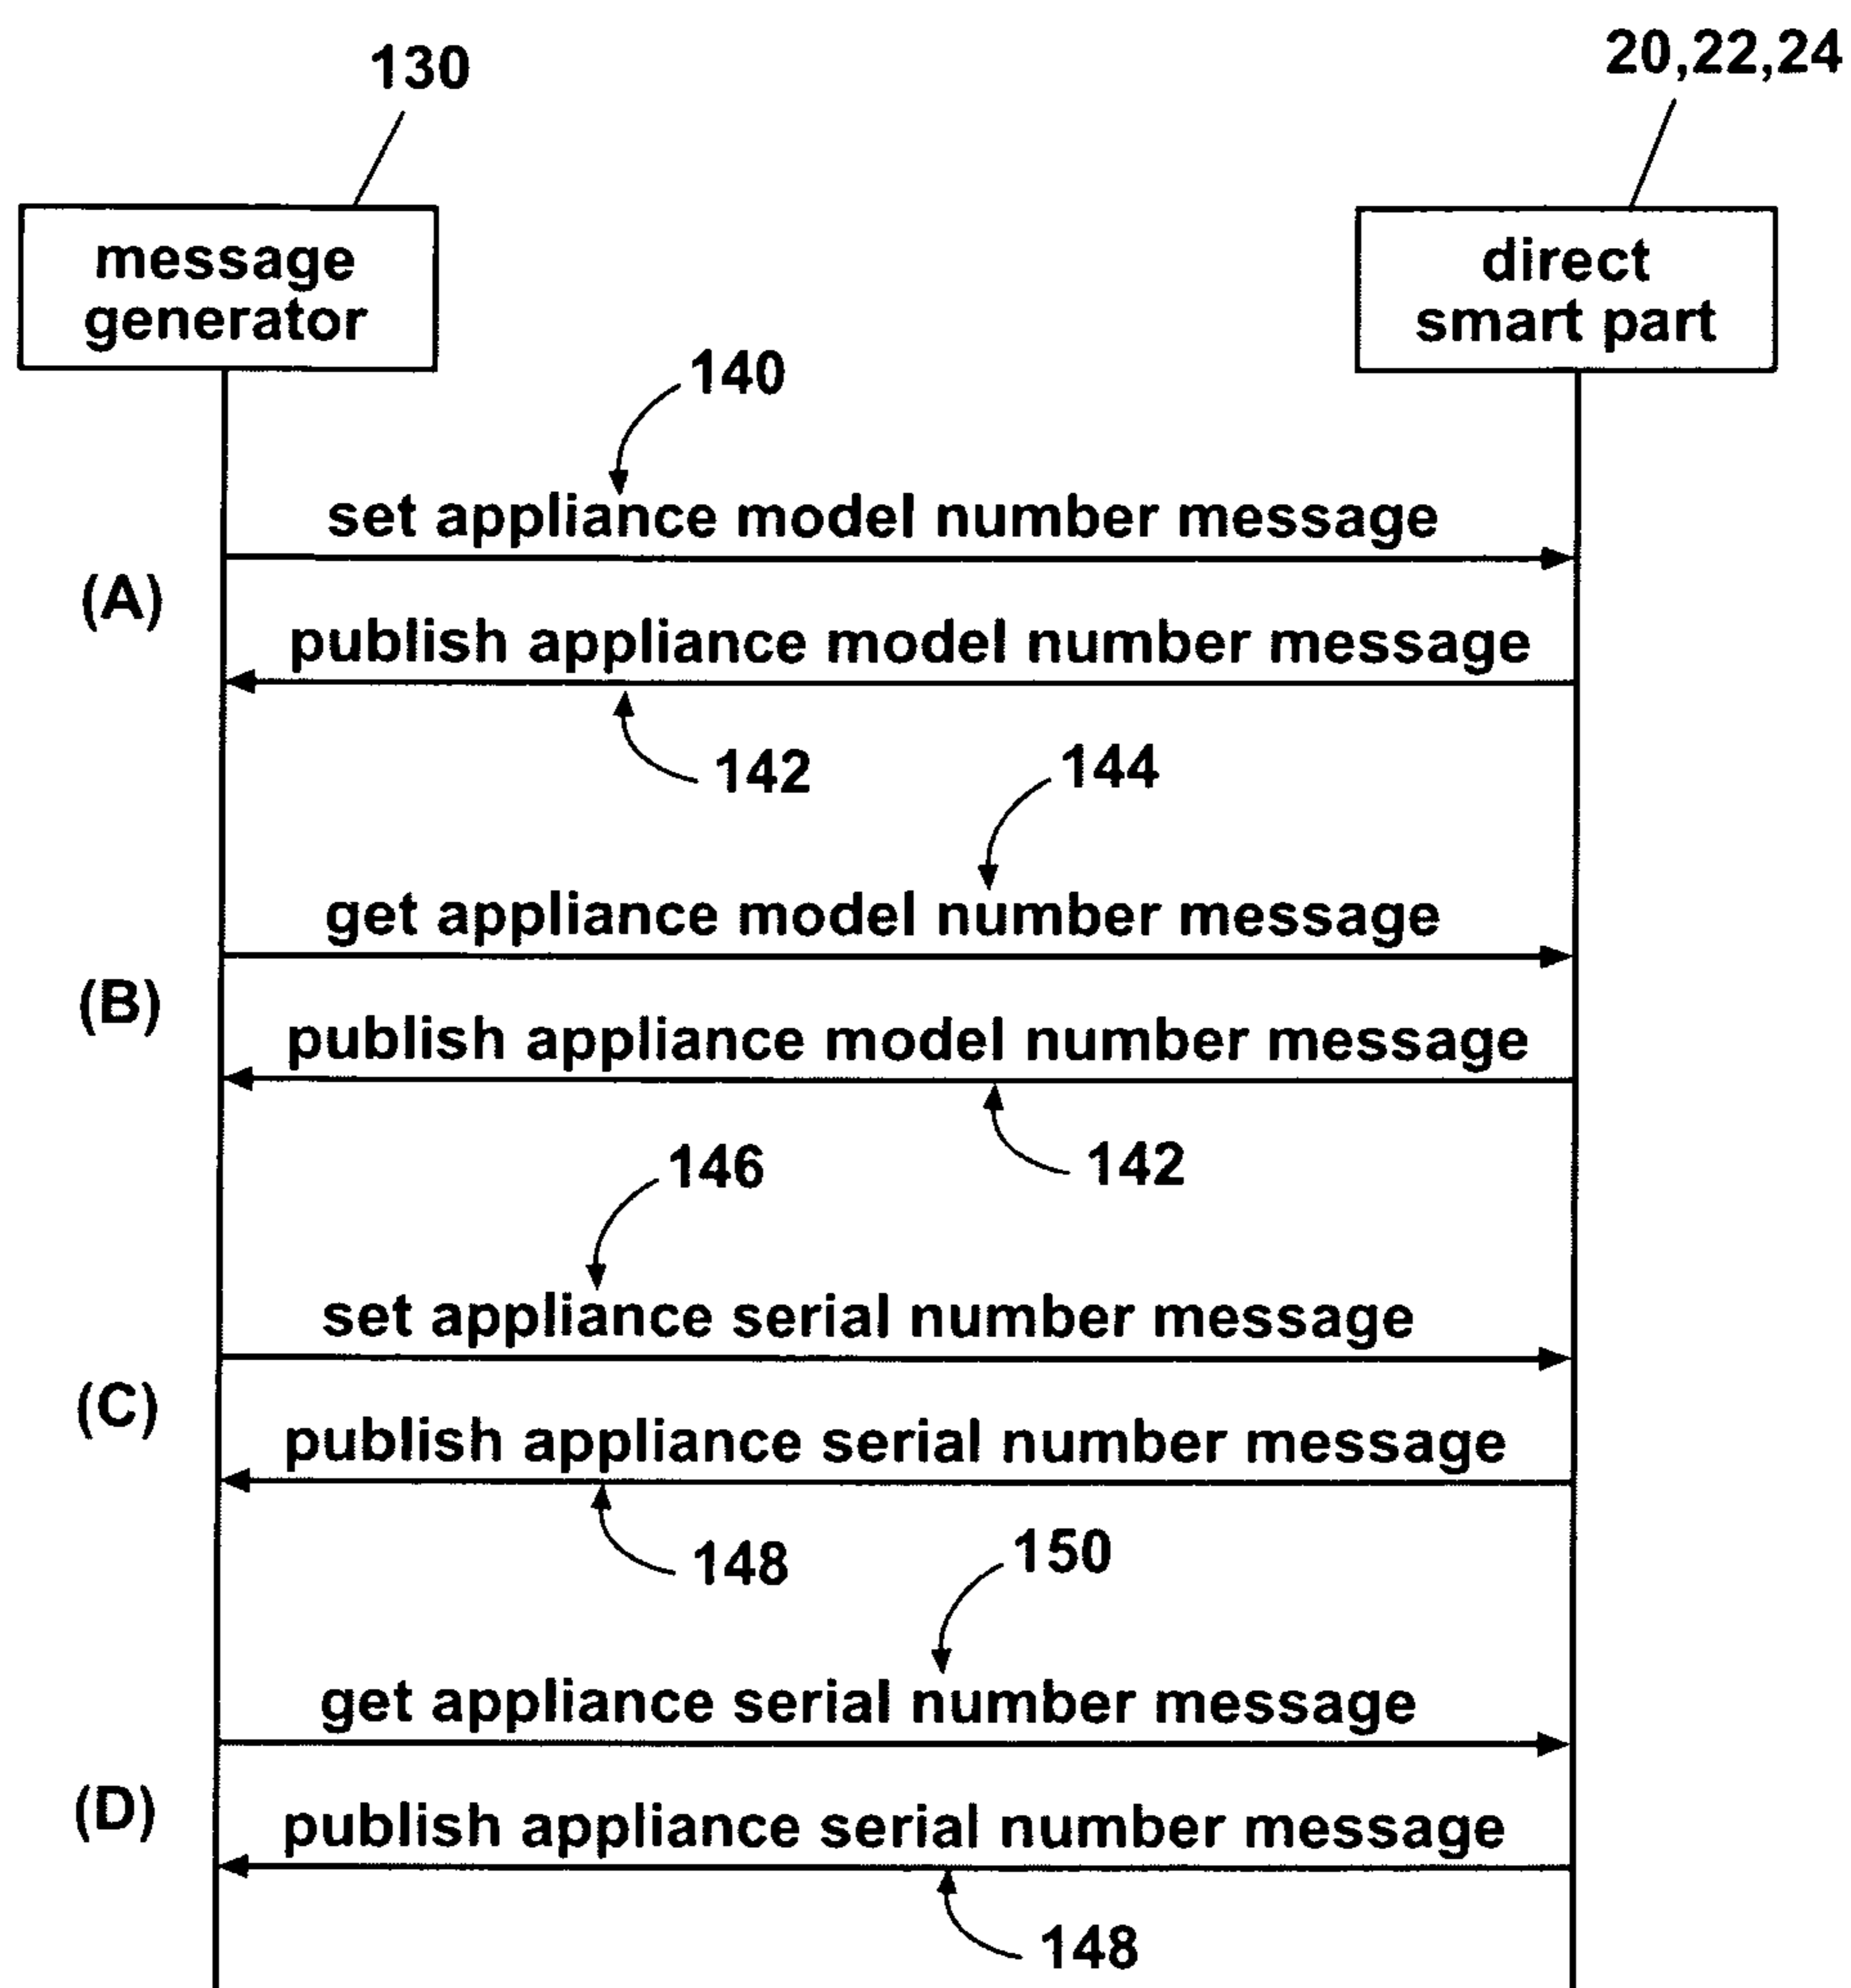 130
20,22,24
message
generator
direct
smart part
140
set appliance model number message
(A)
publish appliance model number message
142
144
get appliance model number message
(B)
publish appliance model number message
142
146
set appliance serial number message
(C)
publish appliance serial number message
148
150
get appliance serial number message
(D)
publish appliance serial number message
148